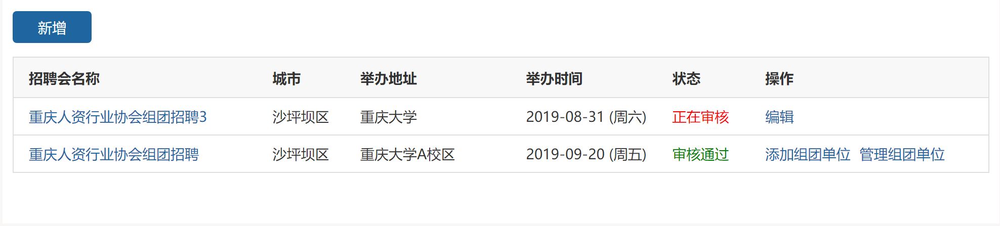 新增
招聘会名称 城市 举办地址 举办时间 状态 操作
重庆人资行业协会组团招聘3 沙坪坝区 重庆大学 2019-08-31 (周六) 正在审核 编辑
重庆人资行业协会组团招聘 沙坪坝区 重庆大学A校区 2019-09-20 (周五) 审核通过 添加组团单位 管理组团单位